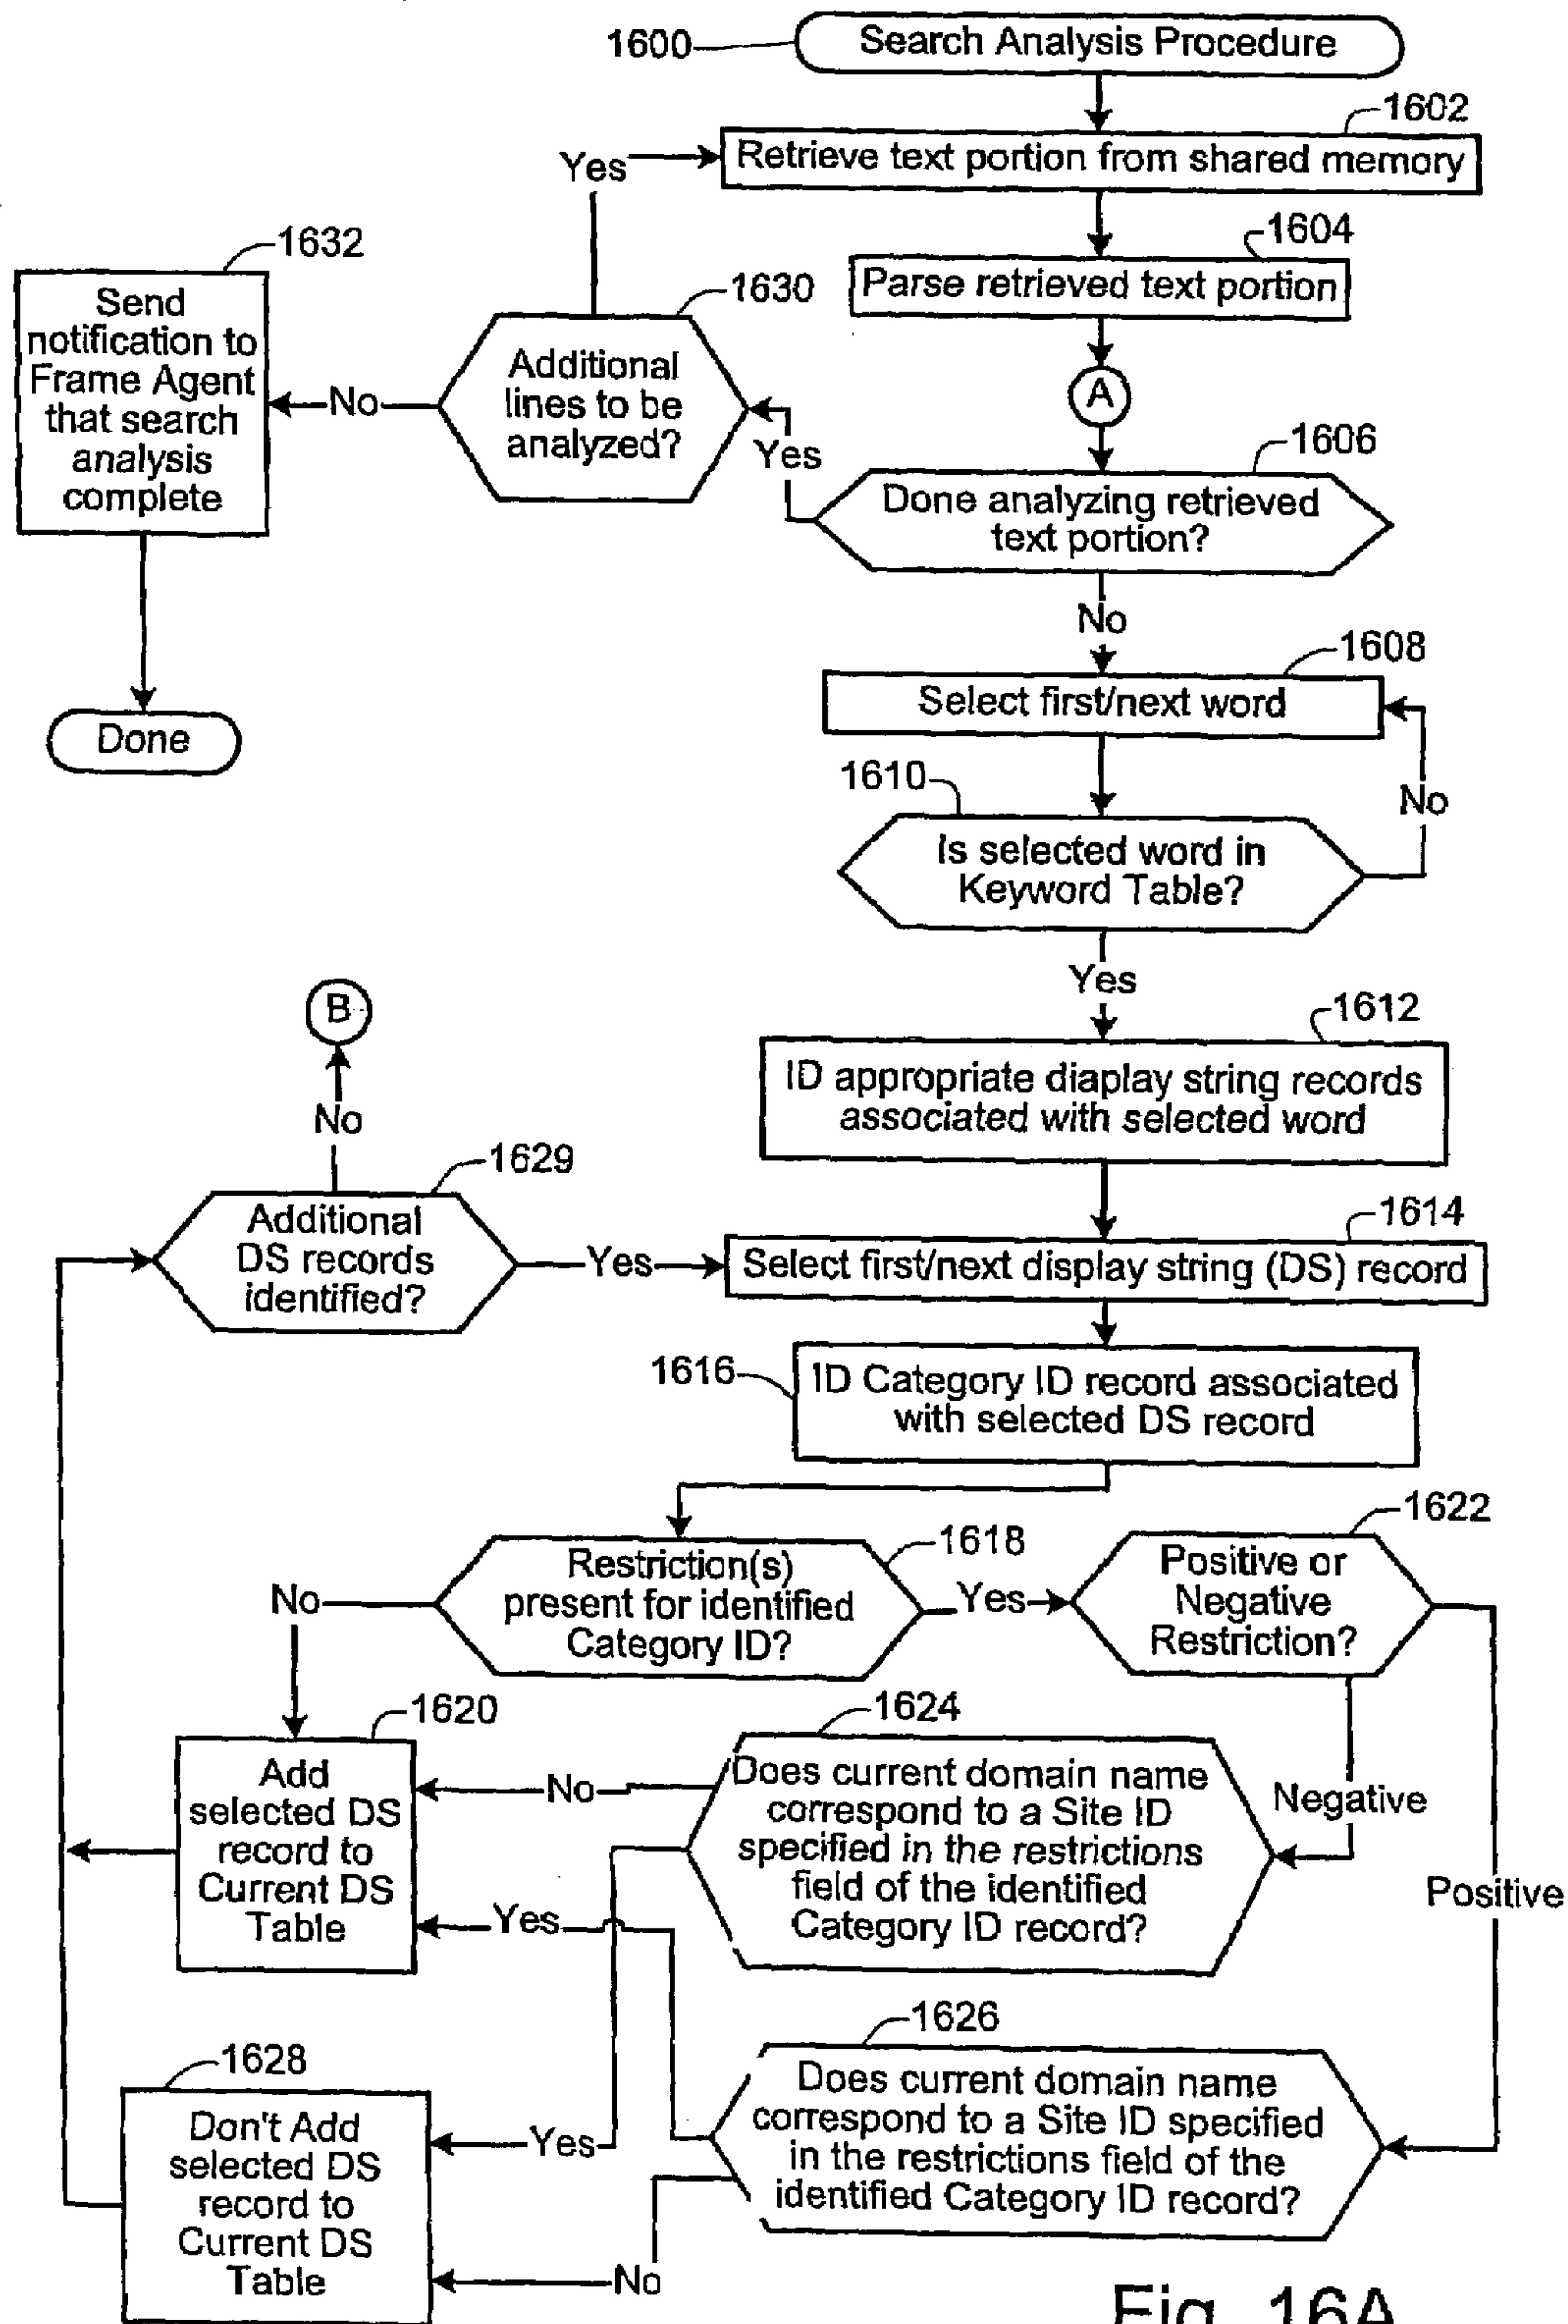 1600
Search Analysis Procedure
1602
Yes
Retrieve text portion from shared memory
1604
Parse retrieved text portion
1632
Send
notification to
Frame Agent
that search
analysis
complete
1630
Additional
lines to be
analyzed?
No
Yes
A
1606
Done analyzing retrieved
text portion?
No
1608
Select first/next word
Done
1610
No
Is selected word in
Keyword Table?
Yes
B
No
1612
ID appropriate diaplay string records
associated with selected word
1629
Additional
DS records
identified?
Yes
1614
Select first/next display string (DS) record
1616
ID Category ID record associated
with selected DS record
1618
Restriction(s)
present for identified
Category ID?
No
Yes
1622
Positive or
Negative
Restriction?
1620
Add
selected DS
record to
Current DS
Table
1624
Does current domain name
correspond to a Site ID
specified in the restrictions
field of the identified
Category ID record?
No
Negative
Yes
Positive
1626
Does current domain name
correspond to a Site ID specified
in the restrictions field of the
identified Category ID record?
1628
Don't Add
selected DS
record to
Current DS
Table
Yes
No
Fig. 16A